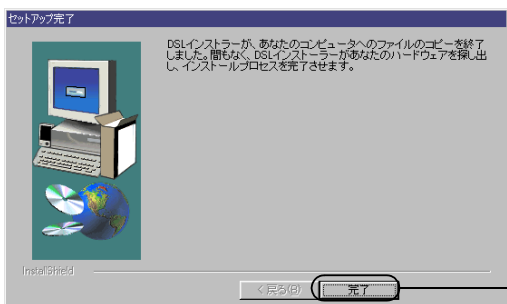 セットアップ完了
DSLインストラーが、あなたのコンピュータへのファイルのコピーを終了
しました。間もなく、DSLインストーラーがあなたのハードウェアを探し出
し、インストールプロセスを完了させます。
InstallShield
< 戻る(B)
完了